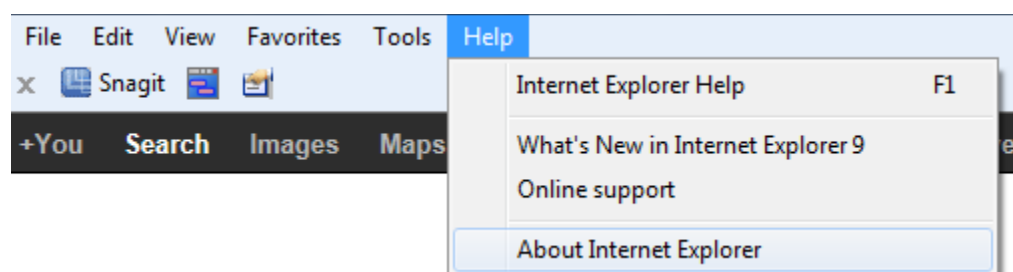 File Edit View Favorites Tools Help
x Snagit
Internet Explorer Help F1
+You Search Images Maps
What's New in Internet Explorer 9
Online support
About Internet Explorer